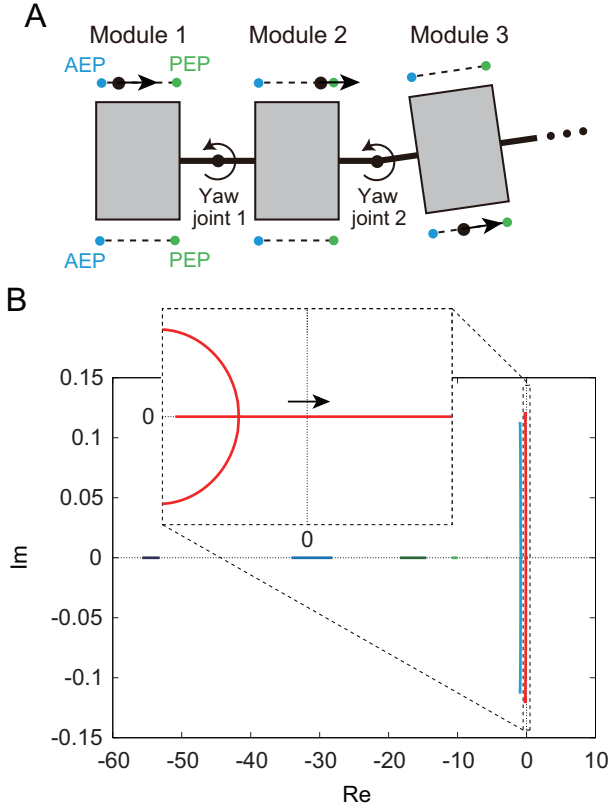 A
Module 1
Module 2
Module 3
AEP
PEP
AEP
PEP
Yaw
joint 1
Yaw
joint 2
B
0
0
0.15
0.1
0.05
0
-0.05
-0.1
-0.15
Im
-60
-50
-40
-30
-20
-10
0
10
Re